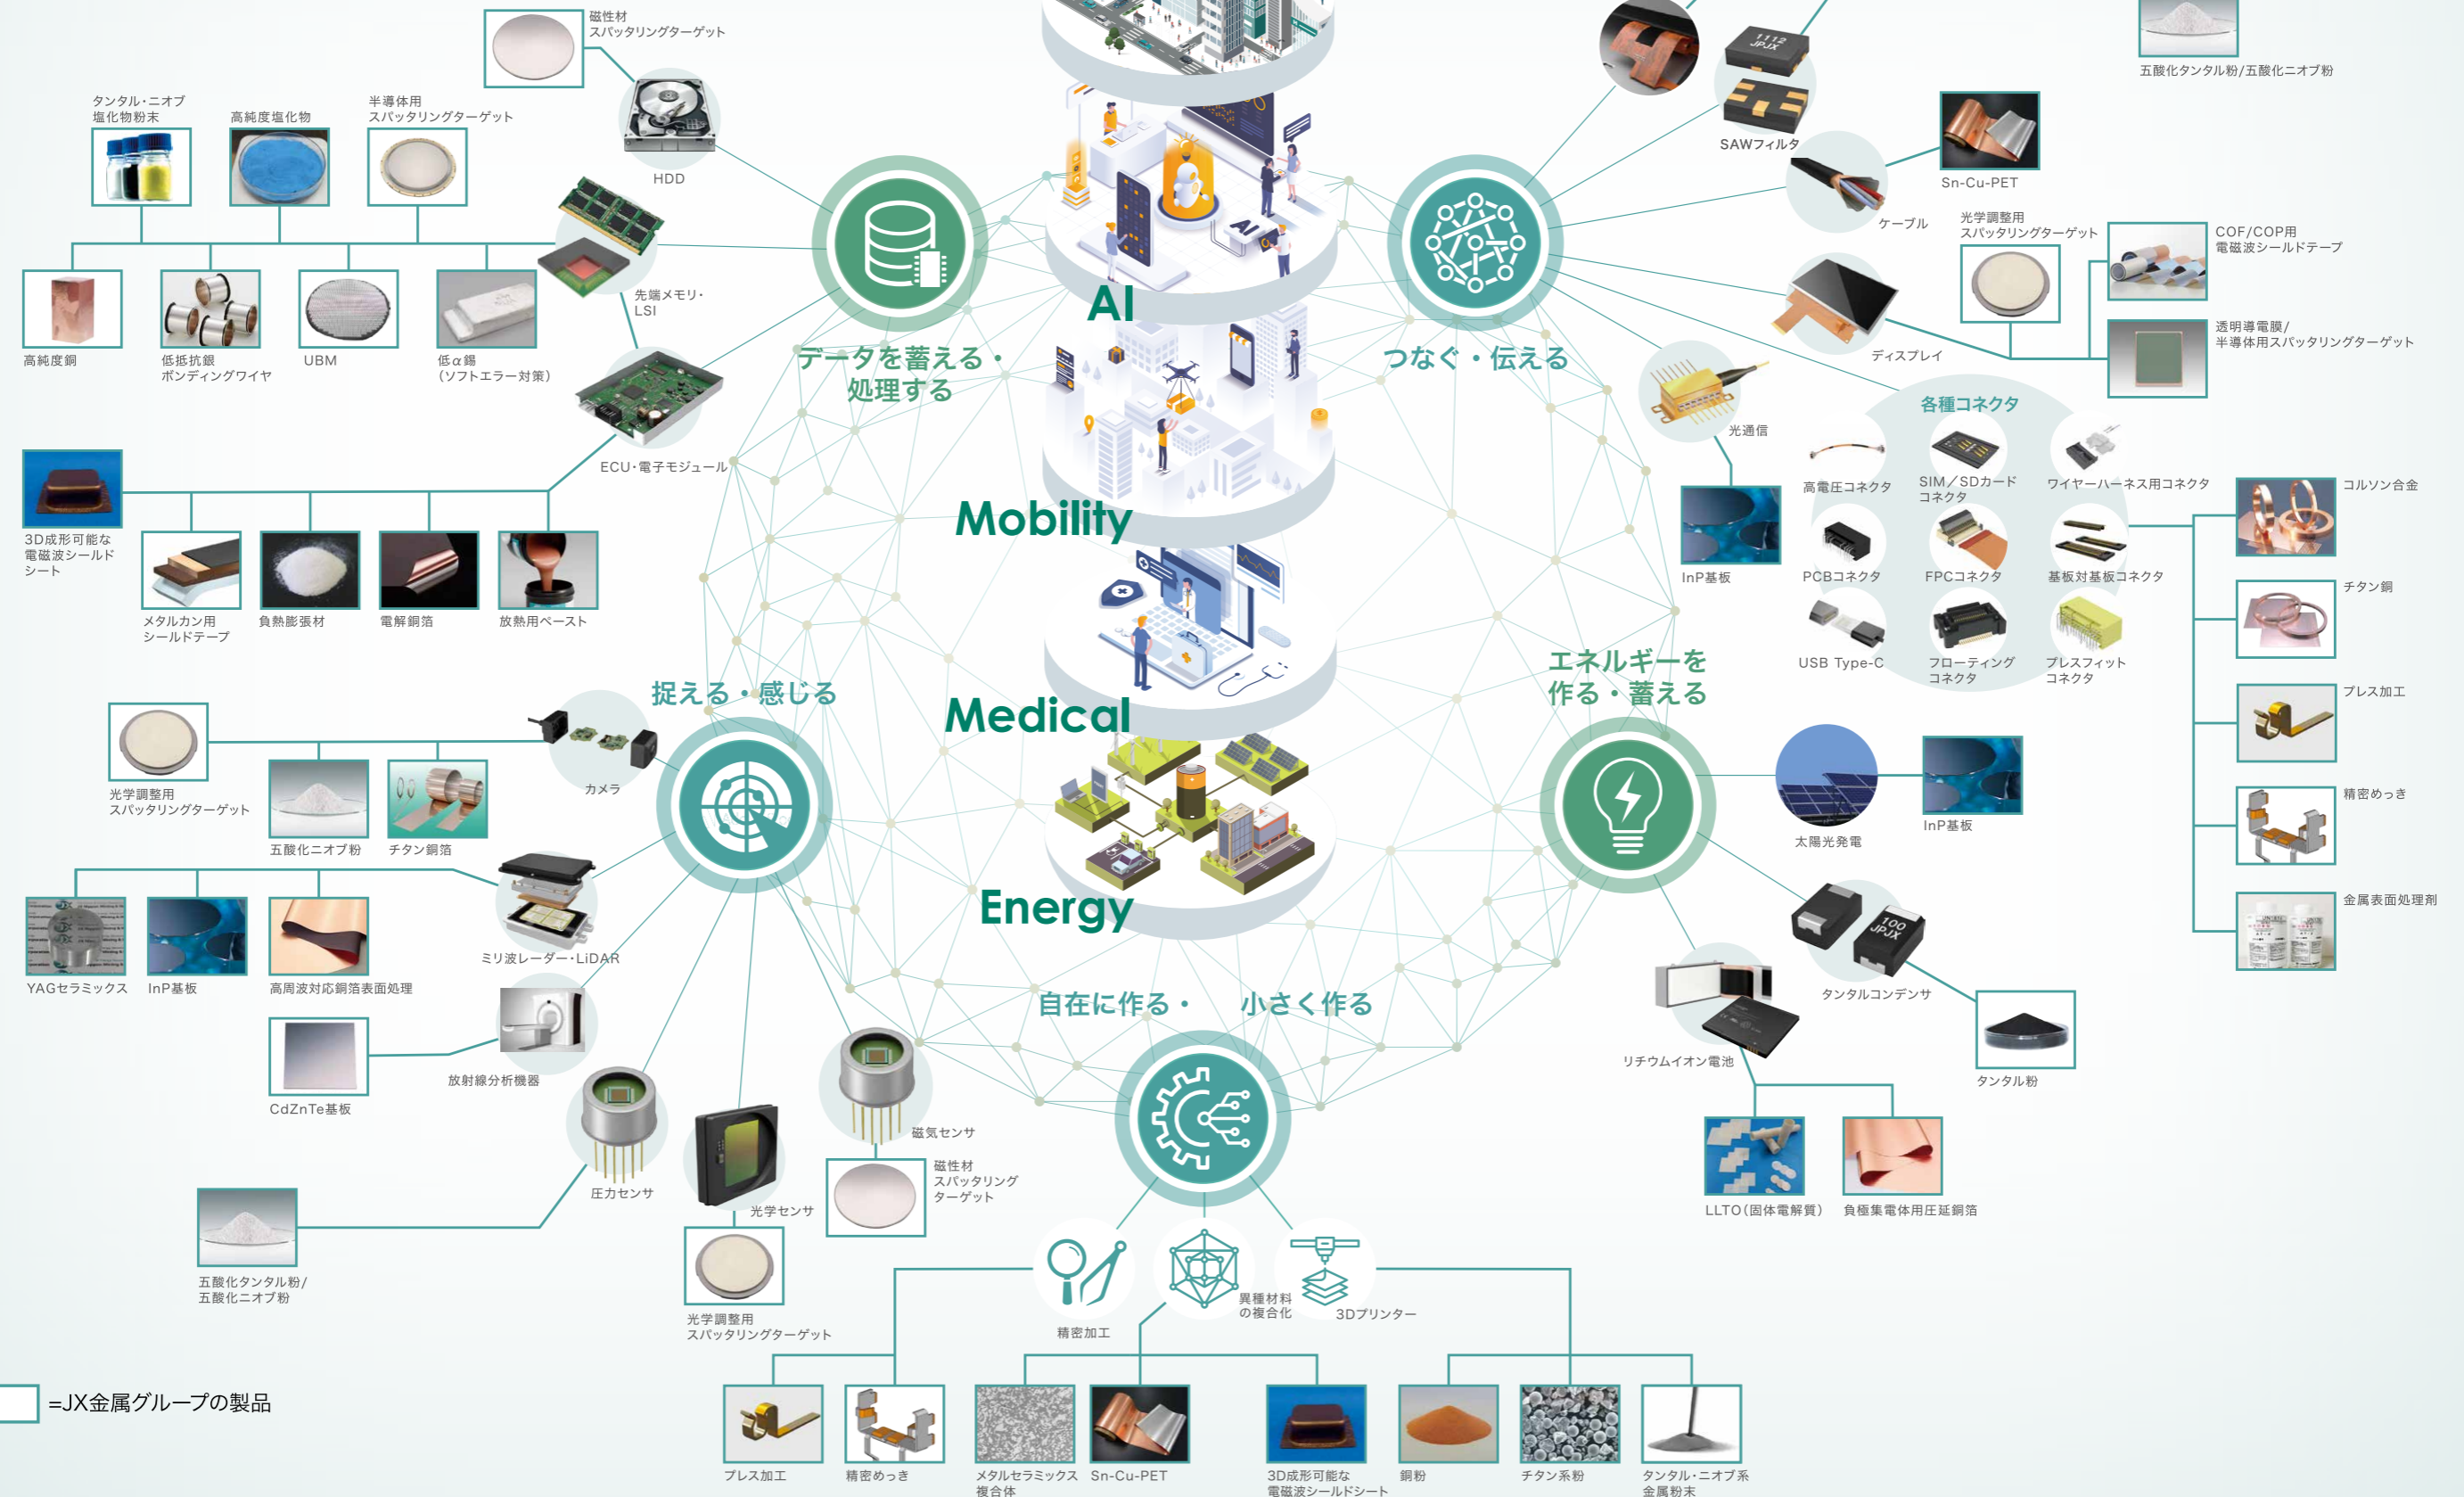 磁性材
スパッタリングターゲット
HDD
タンタル・ニオブ
塩化物粉末
高純度塩化物
半導体用
スパッタリングターゲット
先端メモリ・
LSI
高純度銅
低抵抗銀
ボンディングワイヤ
UBM
低α錫
（ソフトエラー対策）
ECU・電子モジュール
3D成形可能な
電磁波シールド
シート
メタルカン用
シールドテープ
負熱膨張材
電解銅箔
放熱用ペースト
データを蓄える・
処理する
AI
AI
Mobility
Medical
Energy
つなぐ・伝える
1112
JPJX
SAWフィルタ
五酸化タンタル粉/五酸化ニオブ粉
Sn-Cu-PET
ケーブル
光学調整用
スパッタリングターゲット
COF/COP用
電磁波シールドテープ
ディスプレイ
透明導電膜/
半導体用スパッタリングターゲット
光通信
InP基板
各種コネクタ
高電圧コネクタ
SIM／SDカード
コネクタ
ワイヤーハーネス用コネクタ
PCBコネクタ
FPCコネクタ
基板対基板コネクタ
USB Type-C
フローティング
コネクタ
プレスフィット
コネクタ
コルソン合金
チタン銅
プレス加工
精密めっき
金属表面処理剤
捉える・感じる
カメラ
光学調整用
スパッタリングターゲット
五酸化ニオブ粉
チタン銅箔
ミリ波レーダー・LiDAR
YAGセラミックス
InP基板
高周波対応銅箔表面処理
放射線分析機器
CdZnTe基板
圧力センサ
五酸化タンタル粉/
五酸化ニオブ粉
光学センサ
光学調整用
スパッタリングターゲット
磁気センサ
磁性材
スパッタリング
ターゲット
エネルギーを
作る・蓄える
太陽光発電
InP基板
100
JPJX
タンタルコンデンサ
タンタル粉
リチウムイオン電池
LLTO（固体電解質）
負極集電体用圧延銅箔
自在に作る・ 小さく作る
精密加工
異種材料
の複合化
3Dプリンター
プレス加工
精密めっき
メタルセラミックス
複合体
Sn-Cu-PET
3D成形可能な
電磁波シールドシート
銅粉
チタン系粉
タンタル・ニオブ系
金属粉末
=JX金属グループの製品